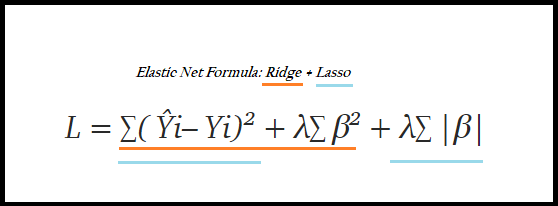 Elastic Net Formula: Ridge + Lasso
L = ∑( Ŷi– Yi)² + λ∑ β² + λ∑ |β|